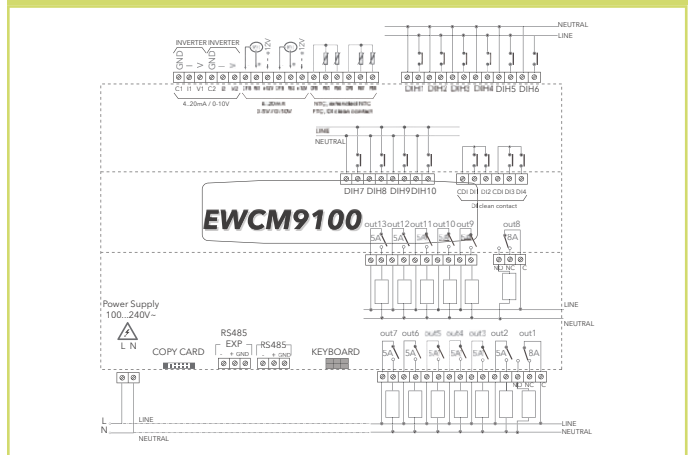 NEUTRAL
LINE
INVERTER INVERTER
GND I V GND I V + +12V + +12V
C1 I1 V1 C2 I2 V2
DIH1 DIH2 DIH3 DIH4 DIH5 DIH6
4..20mA / 0-10V
4..20mA
0-5V / 0-10V
NTC, extended NTC
PTC, DI clean contact
LINE
NEUTRAL
DIH7 DIH8 DIH9 DIH10
CDI DI1 DI2 CDI DI3 DI4
DI clean contact
EWCM9100
out13 out12 out11 out10 out9 out8
5A 5A 5A 5A 5A 8A
NO NC C
LINE
NEUTRAL
Power Supply
100...240V~
L N
COPY CARD
RS485
EXP
- + GND
RS485
- + GND
KEYBOARD
out7 out6 out5 out4 out3 out2 out1
5A 5A 5A 5A 5A 5A 8A
NO NC C
L LINE
N NEUTRAL
LINE
NEUTRAL